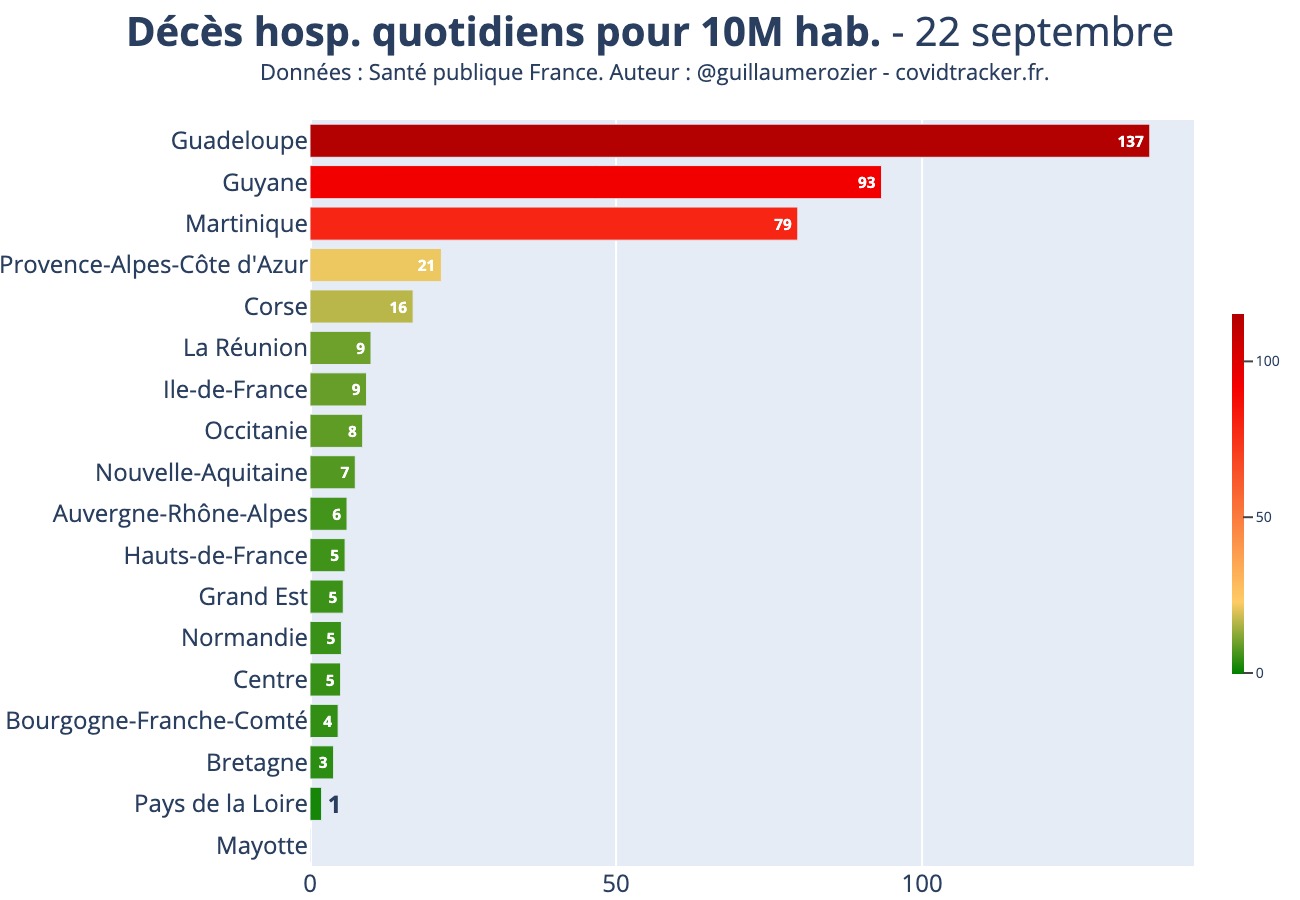 Décès hosp. quotidiens pour 10M hab. - 22 septembre
Données : Santé publique France. Auteur : @guillaumerozier - covidtracker.fr.
Guadeloupe 137
Guyane 93
Martinique 79
Provence-Alpes-Côte d'Azur 21
Corse 16
La Réunion 9
Ile-de-France 9
Occitanie 8
Nouvelle-Aquitaine 7
Auvergne-Rhône-Alpes 6
Hauts-de-France 5
Grand Est 5
Normandie 5
Centre 5
Bourgogne-Franche-Comté 4
Bretagne 3
Pays de la Loire 1
Mayotte
0 50 100
100
50
0